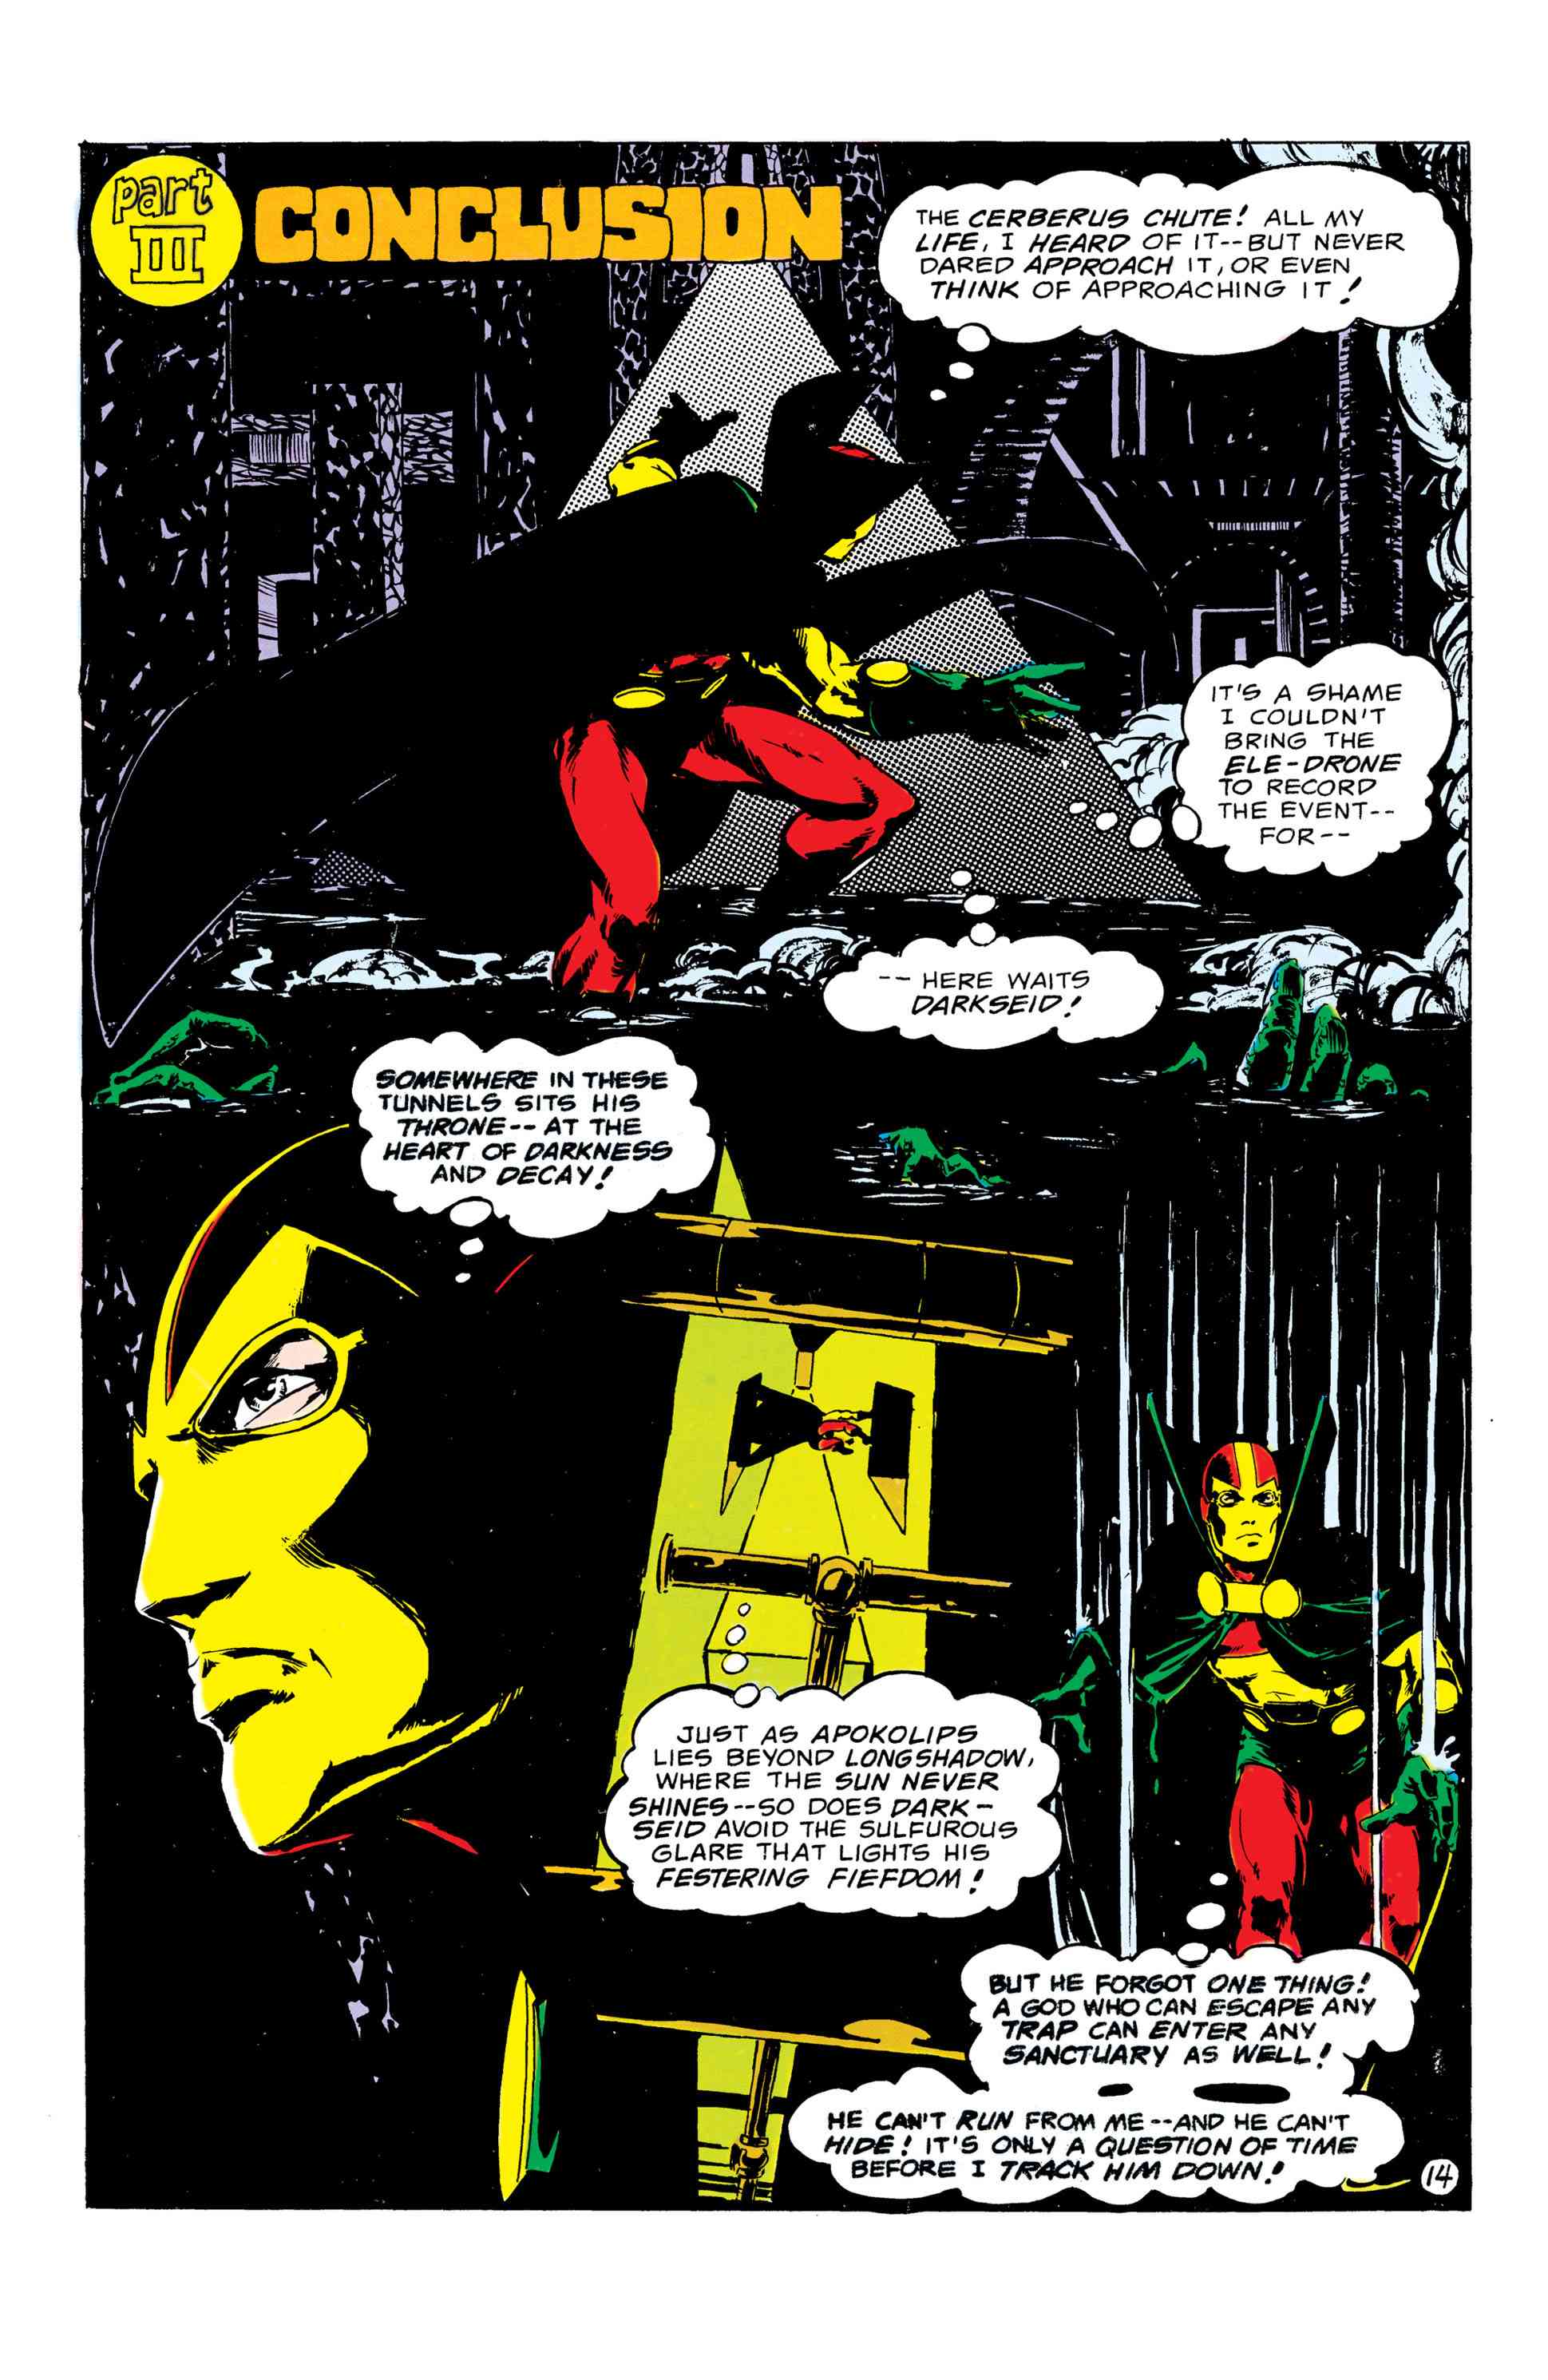 part
III
CONCLUSION
THE CERBERUS CHUTE! ALL MY
LIFE, I HEARD OF IT--BUT NEVER
DARED APPROACH IT, OR EVEN
THINK OF APPROACHING IT!
IT'S A SHAME
I COULDN'T
BRING THE
ELE-DRONE
TO RECORD
THE EVENT--
FOR--
-- HERE WAITS
DARKSEID!
SOMEWHERE IN THESE
TUNNELS SITS HIS
THRONE-- AT THE
HEART OF DARKNESS
AND DECAY!
JUST AS APOKOLIPS
LIES BEYOND LONGSHADOW,
WHERE THE SUN NEVER
SHINES--SO DOES DARK-
SEID AVOID THE SULFUROUS
GLARE THAT LIGHTS HIS
FESTERING FIEFDOM!
BUT HE FORGOT ONE THING!
A GOD WHO CAN ESCAPE ANY
TRAP CAN ENTER ANY
SANCTUARY AS WELL!
HE CAN'T RUN FROM ME--AND HE CAN'T
HIDE! IT'S ONLY A QUESTION OF TIME
BEFORE I TRACK HIM DOWN!
14